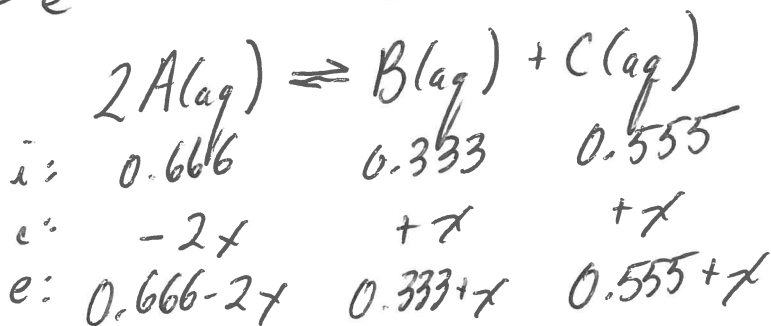 2A(aq) ⇌ B(aq) + C(aq)
i: 0.666 0.333 0.555
c: -2x +x +x
e: 0.666-2x 0.333+x 0.555+x